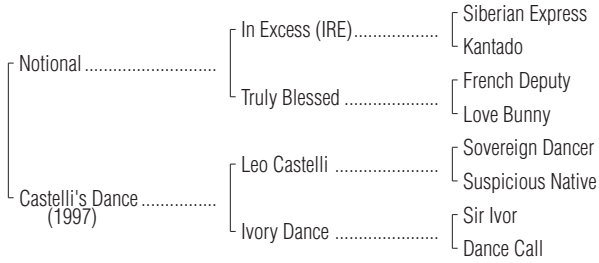 Siberian Express
In Excess (IRE)..................
Kantado
Notional ............................
French Deputy
Truly Blessed ....................
Love Bunny
Sovereign Dancer
Leo Castelli ......................
Suspicious Native
Castelli's Dance ................
(1997)
Sir Ivor
Ivory Dance ......................
Dance Call